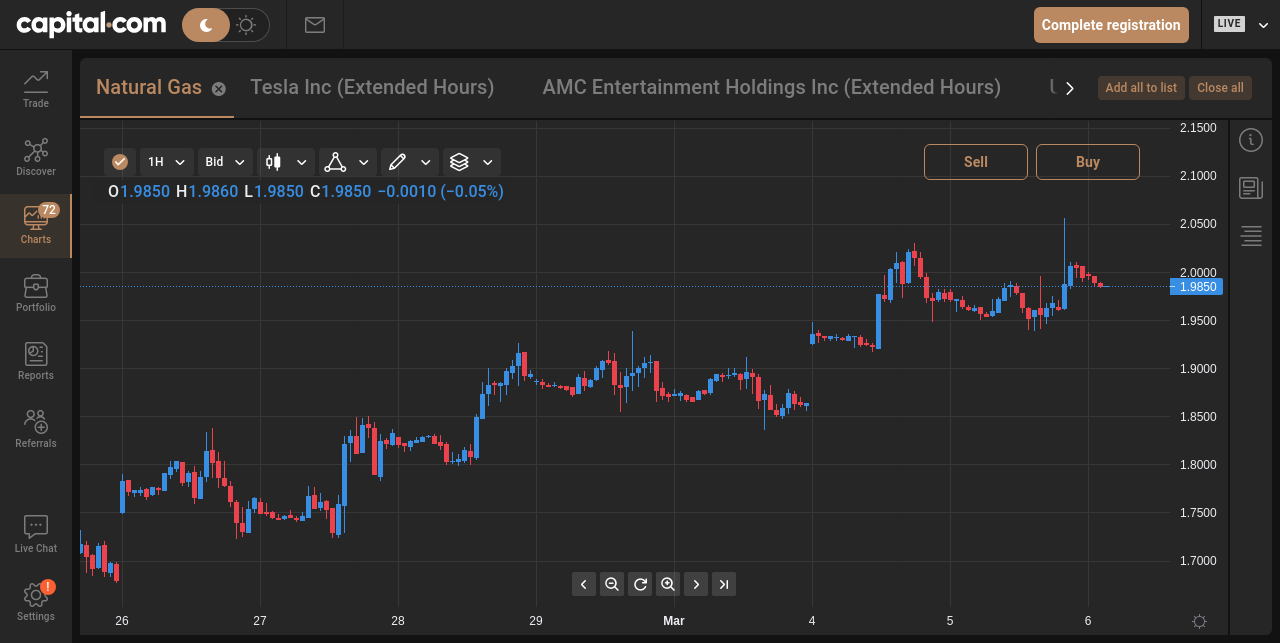 capital.com
Complete registration
LIVE
Trade
Discover
72
Charts
Portfolio
Reports
Referrals
Live Chat
!
Settings
Natural Gas
Tesla Inc (Extended Hours)
AMC Entertainment Holdings Inc (Extended Hours)
Add all to list
Close all
1H
Bid
Sell
Buy
O1.9850 H1.9860 L1.9850 C1.9850 −0.0010 (−0.05%)
2.1500
2.1000
2.0500
2.0000
1.9850
1.9500
1.9000
1.8500
1.8000
1.7500
1.7000
26 27 28 29 Mar 4 5 6